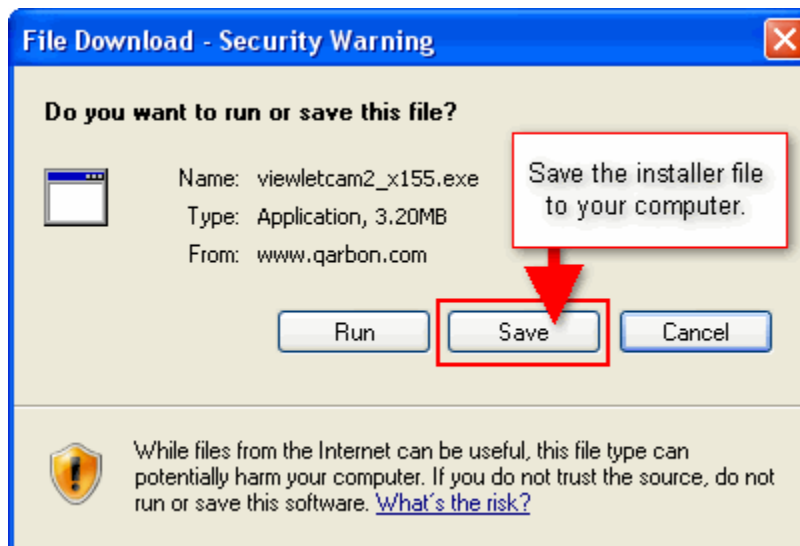 File Download - Security Warning
Do you want to run or save this file?
Name: viewletcam2_x155.exe
Type: Application, 3.20MB
From: www.qarbon.com
Save the installer file
to your computer.
Run Save Cancel
While files from the Internet can be useful, this file type can
potentially harm your computer. If you do not trust the source, do not
run or save this software. What's the risk?